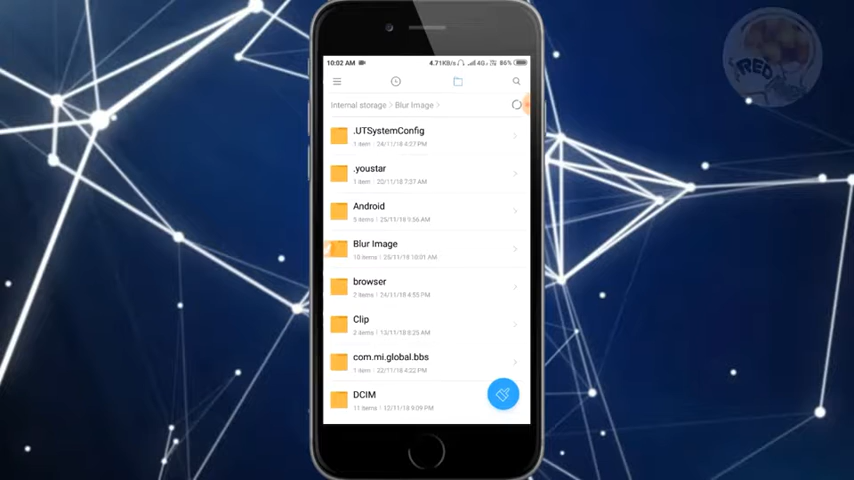 10:02 AM 4.71KB/s 4G 86%
Internal storage > Blur Image >
.UTSystemConfig
1 item | 24/11/18 4:27 PM
.youstar
1 item | 20/11/18 7:37 AM
Android
5 items | 25/11/18 9:56 AM
Blur Image
10 items | 25/11/18 10:01 AM
browser
2 items | 24/11/18 4:55 PM
Clip
2 items | 13/11/18 8:25 AM
com.mi.global.bbs
1 item | 22/11/18 4:22 PM
DCIM
11 items | 12/11/18 9:09 PM
RED